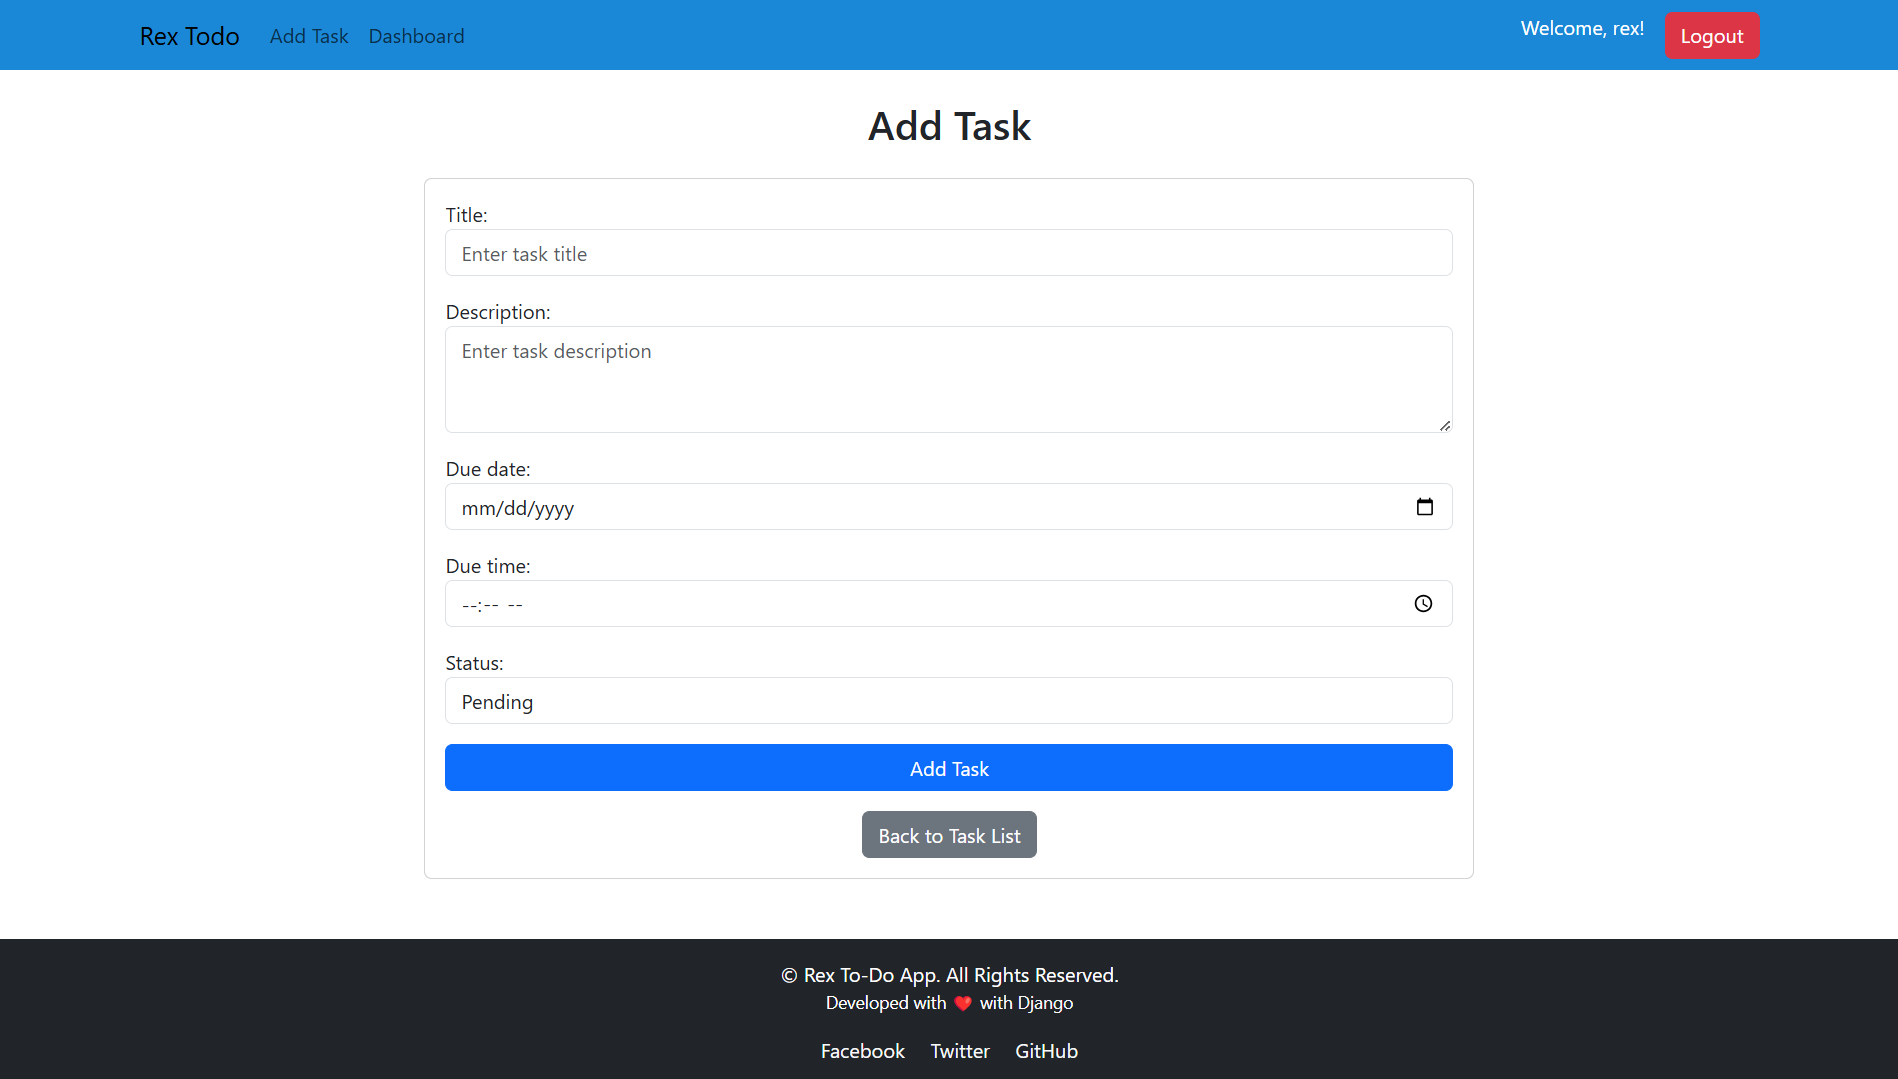 Rex Todo Add Task Dashboard Welcome, rex! Logout
Add Task
Title:
Enter task title
Description:
Enter task description
Due date:
mm/dd/yyyy
Due time:
--:-- --
Status:
Pending
Add Task
Back to Task List
© Rex To-Do App. All Rights Reserved.
Developed with ❤️ with Django
Facebook Twitter GitHub